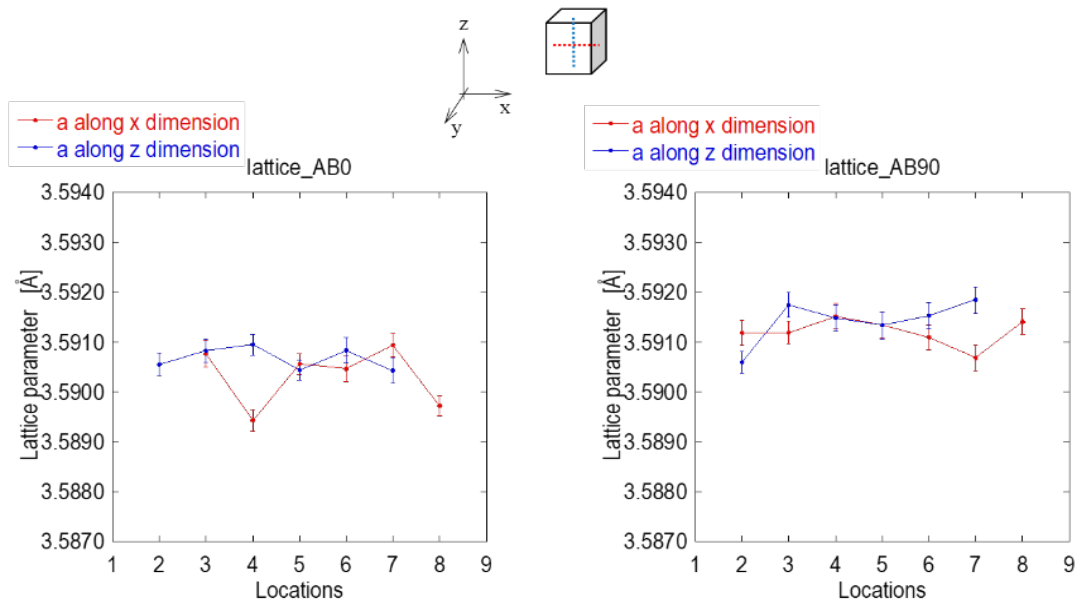 z
x
y
a along x dimension
a along z dimension
lattice_AB0
3.5940
3.5930
3.5920
3.5910
3.5900
3.5890
3.5880
3.5870
Lattice parameter [Å]
1 2 3 4 5 6 7 8 9
Locations
a along x dimension
a along z dimension
lattice_AB90
3.5940
3.5930
3.5920
3.5910
3.5900
3.5890
3.5880
3.5870
Lattice parameter [Å]
1 2 3 4 5 6 7 8 9
Locations